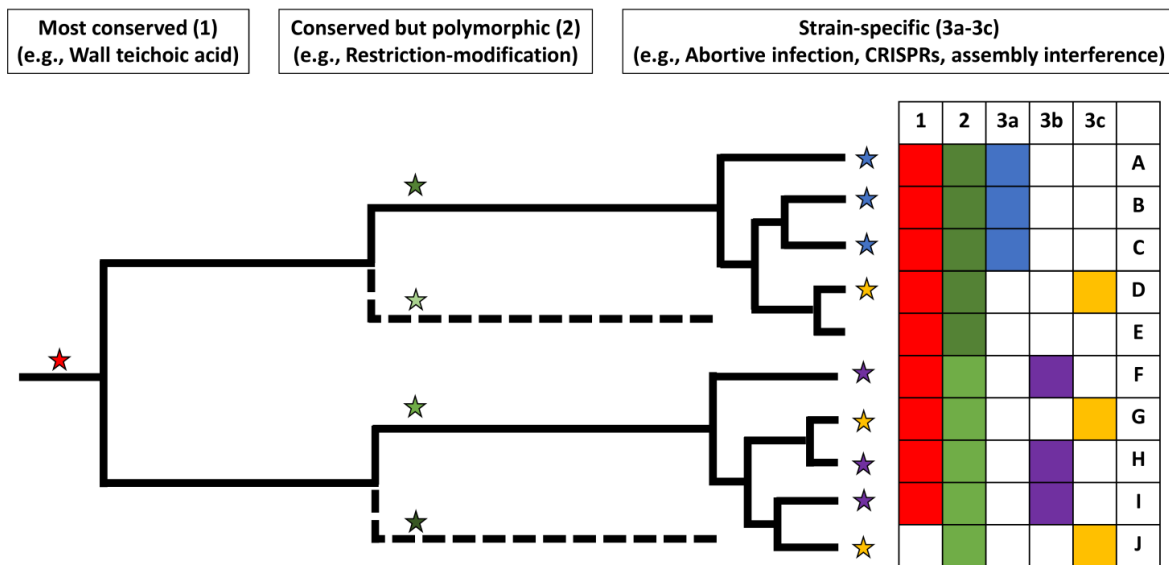 Most conserved (1)
(e.g., Wall teichoic acid)
Conserved but polymorphic (2)
(e.g., Restriction-modification)
Strain-specific (3a-3c)
(e.g., Abortive infection, CRISPRs, assembly interference)
1 2 3a 3b 3c
A
B
C
D
E
F
G
H
I
J